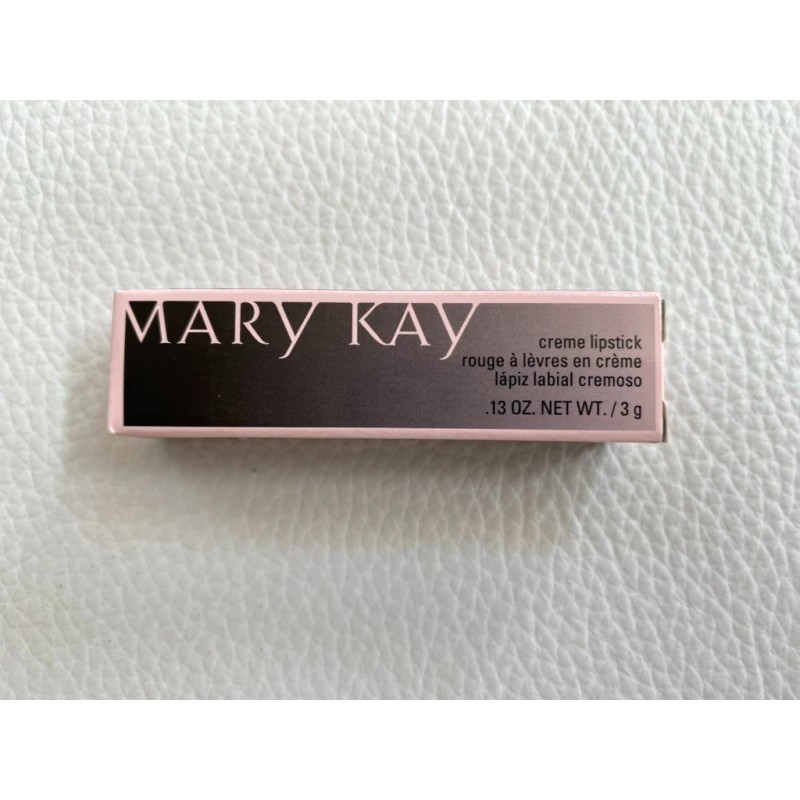 MARY KAY
creme lipstick
rouge à lèvres en crème
lápiz labial cremoso
.13 OZ. NET WT. / 3 g